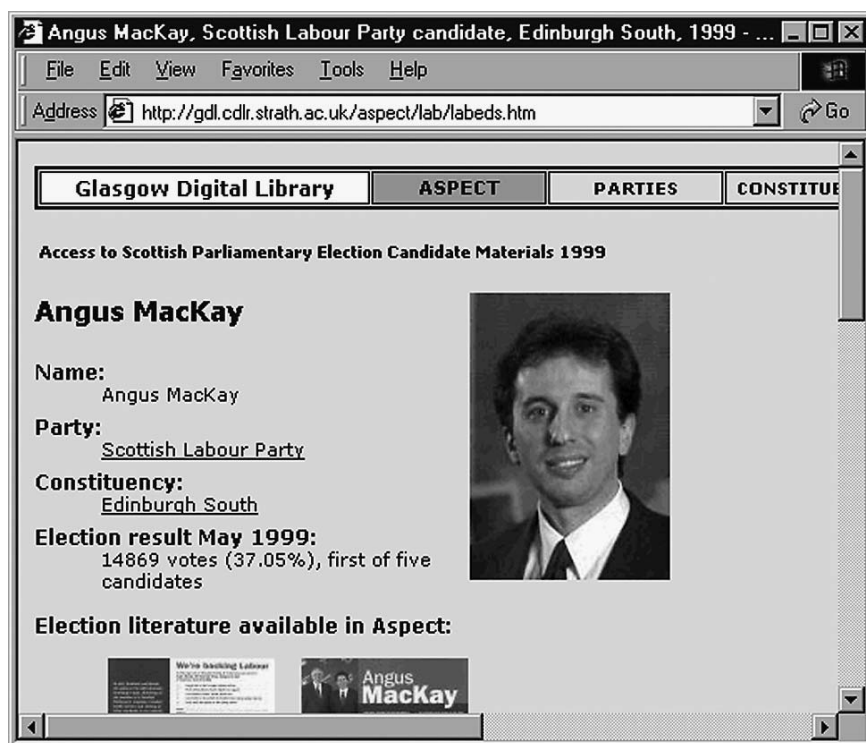 Angus MacKay, Scottish Labour Party candidate, Edinburgh South, 1999 - ...
File Edit View Favorites Tools Help
Address http://gdl.cdlr.strath.ac.uk/aspect/lab/labeds.htm Go
Glasgow Digital Library ASPECT PARTIES CONSTITUE
Access to Scottish Parliamentary Election Candidate Materials 1999
Angus MacKay
Name:
Angus MacKay
Party:
Scottish Labour Party
Constituency:
Edinburgh South
Election result May 1999:
14869 votes (37.05%), first of five
candidates
Election literature available in Aspect:
We're backing Labour
Angus
MacKay